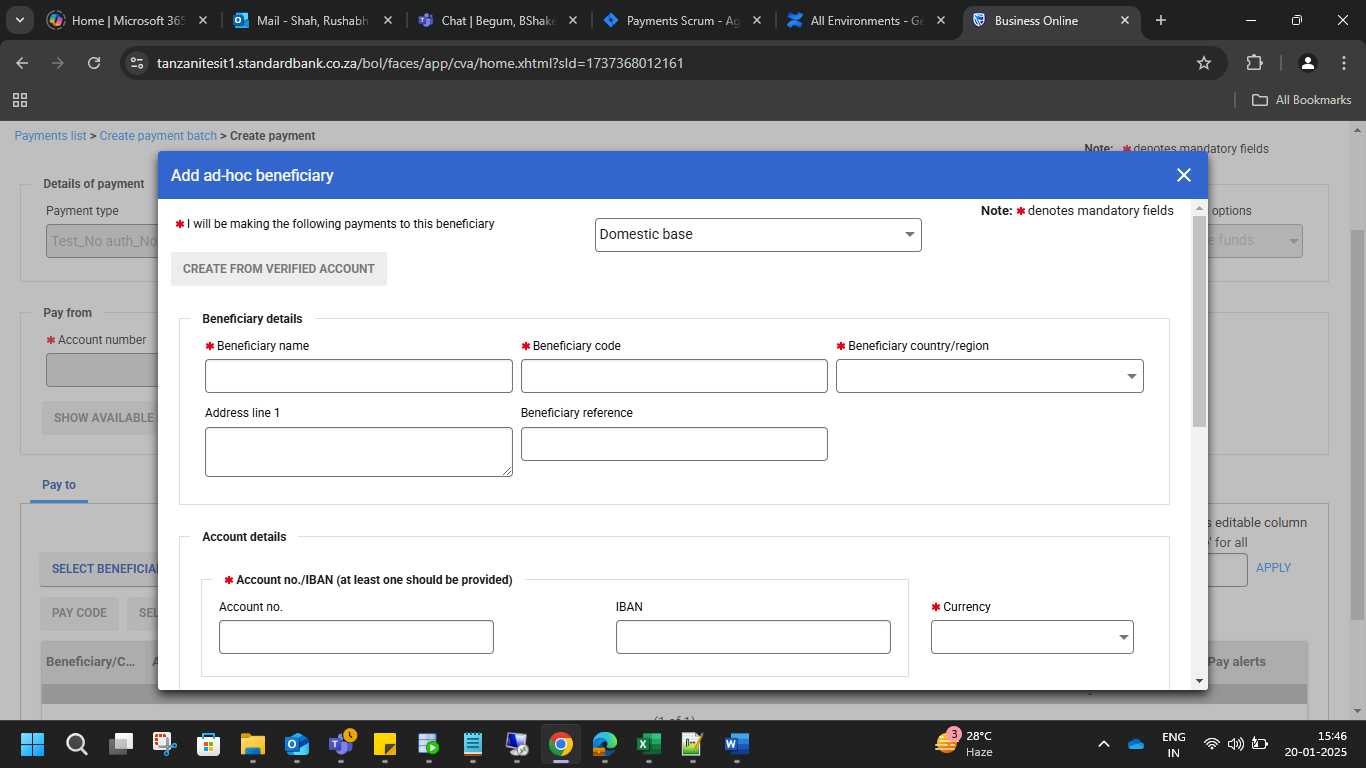 Home | Microsoft 365
Mail - Shah, Rushabh
Chat | Begum, BShake
Payments Scrum - Ag
All Environments - Ge
Business Online
tanzanitesit1.standardbank.co.za/bol/faces/app/cva/home.xhtml?sId=1737368012161
All Bookmarks
Payments list > Create payment batch > Create payment
Note: * denotes mandatory fields
Details of payment
Payment type
options
Test_No auth_No
funds
Pay from
* Account number
SHOW AVAILABLE
Pay to
editable column
for all
SELECT BENEFICIA
APPLY
PAY CODE
SEL
Beneficiary/C...
Pay alerts
(1 of 1)
Add ad-hoc beneficiary
Note: * denotes mandatory fields
* I will be making the following payments to this beneficiary
Domestic base
CREATE FROM VERIFIED ACCOUNT
Beneficiary details
* Beneficiary name
* Beneficiary code
* Beneficiary country/region
Address line 1
Beneficiary reference
Account details
* Account no./IBAN (at least one should be provided)
Account no.
IBAN
* Currency
3
28°C
Haze
ENG
IN
15:46
20-01-2025